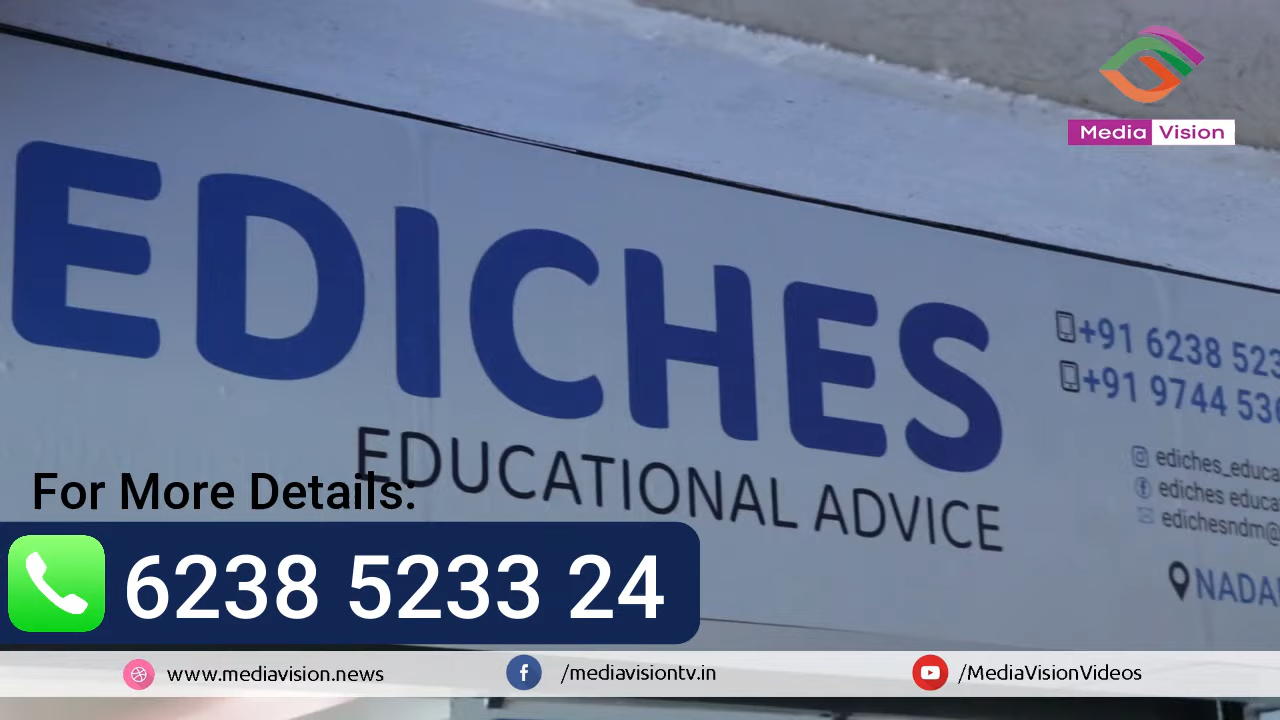 Media Vision
EDICHES
EDUCATIONAL ADVICE
+91 6238 523
+91 9744 53
ediches_educa
ediches educa
edichesndm@
NADA
For More Details:
6238 5233 24
www.mediavision.news
/mediavisiontv.in
/MediaVisionVideos